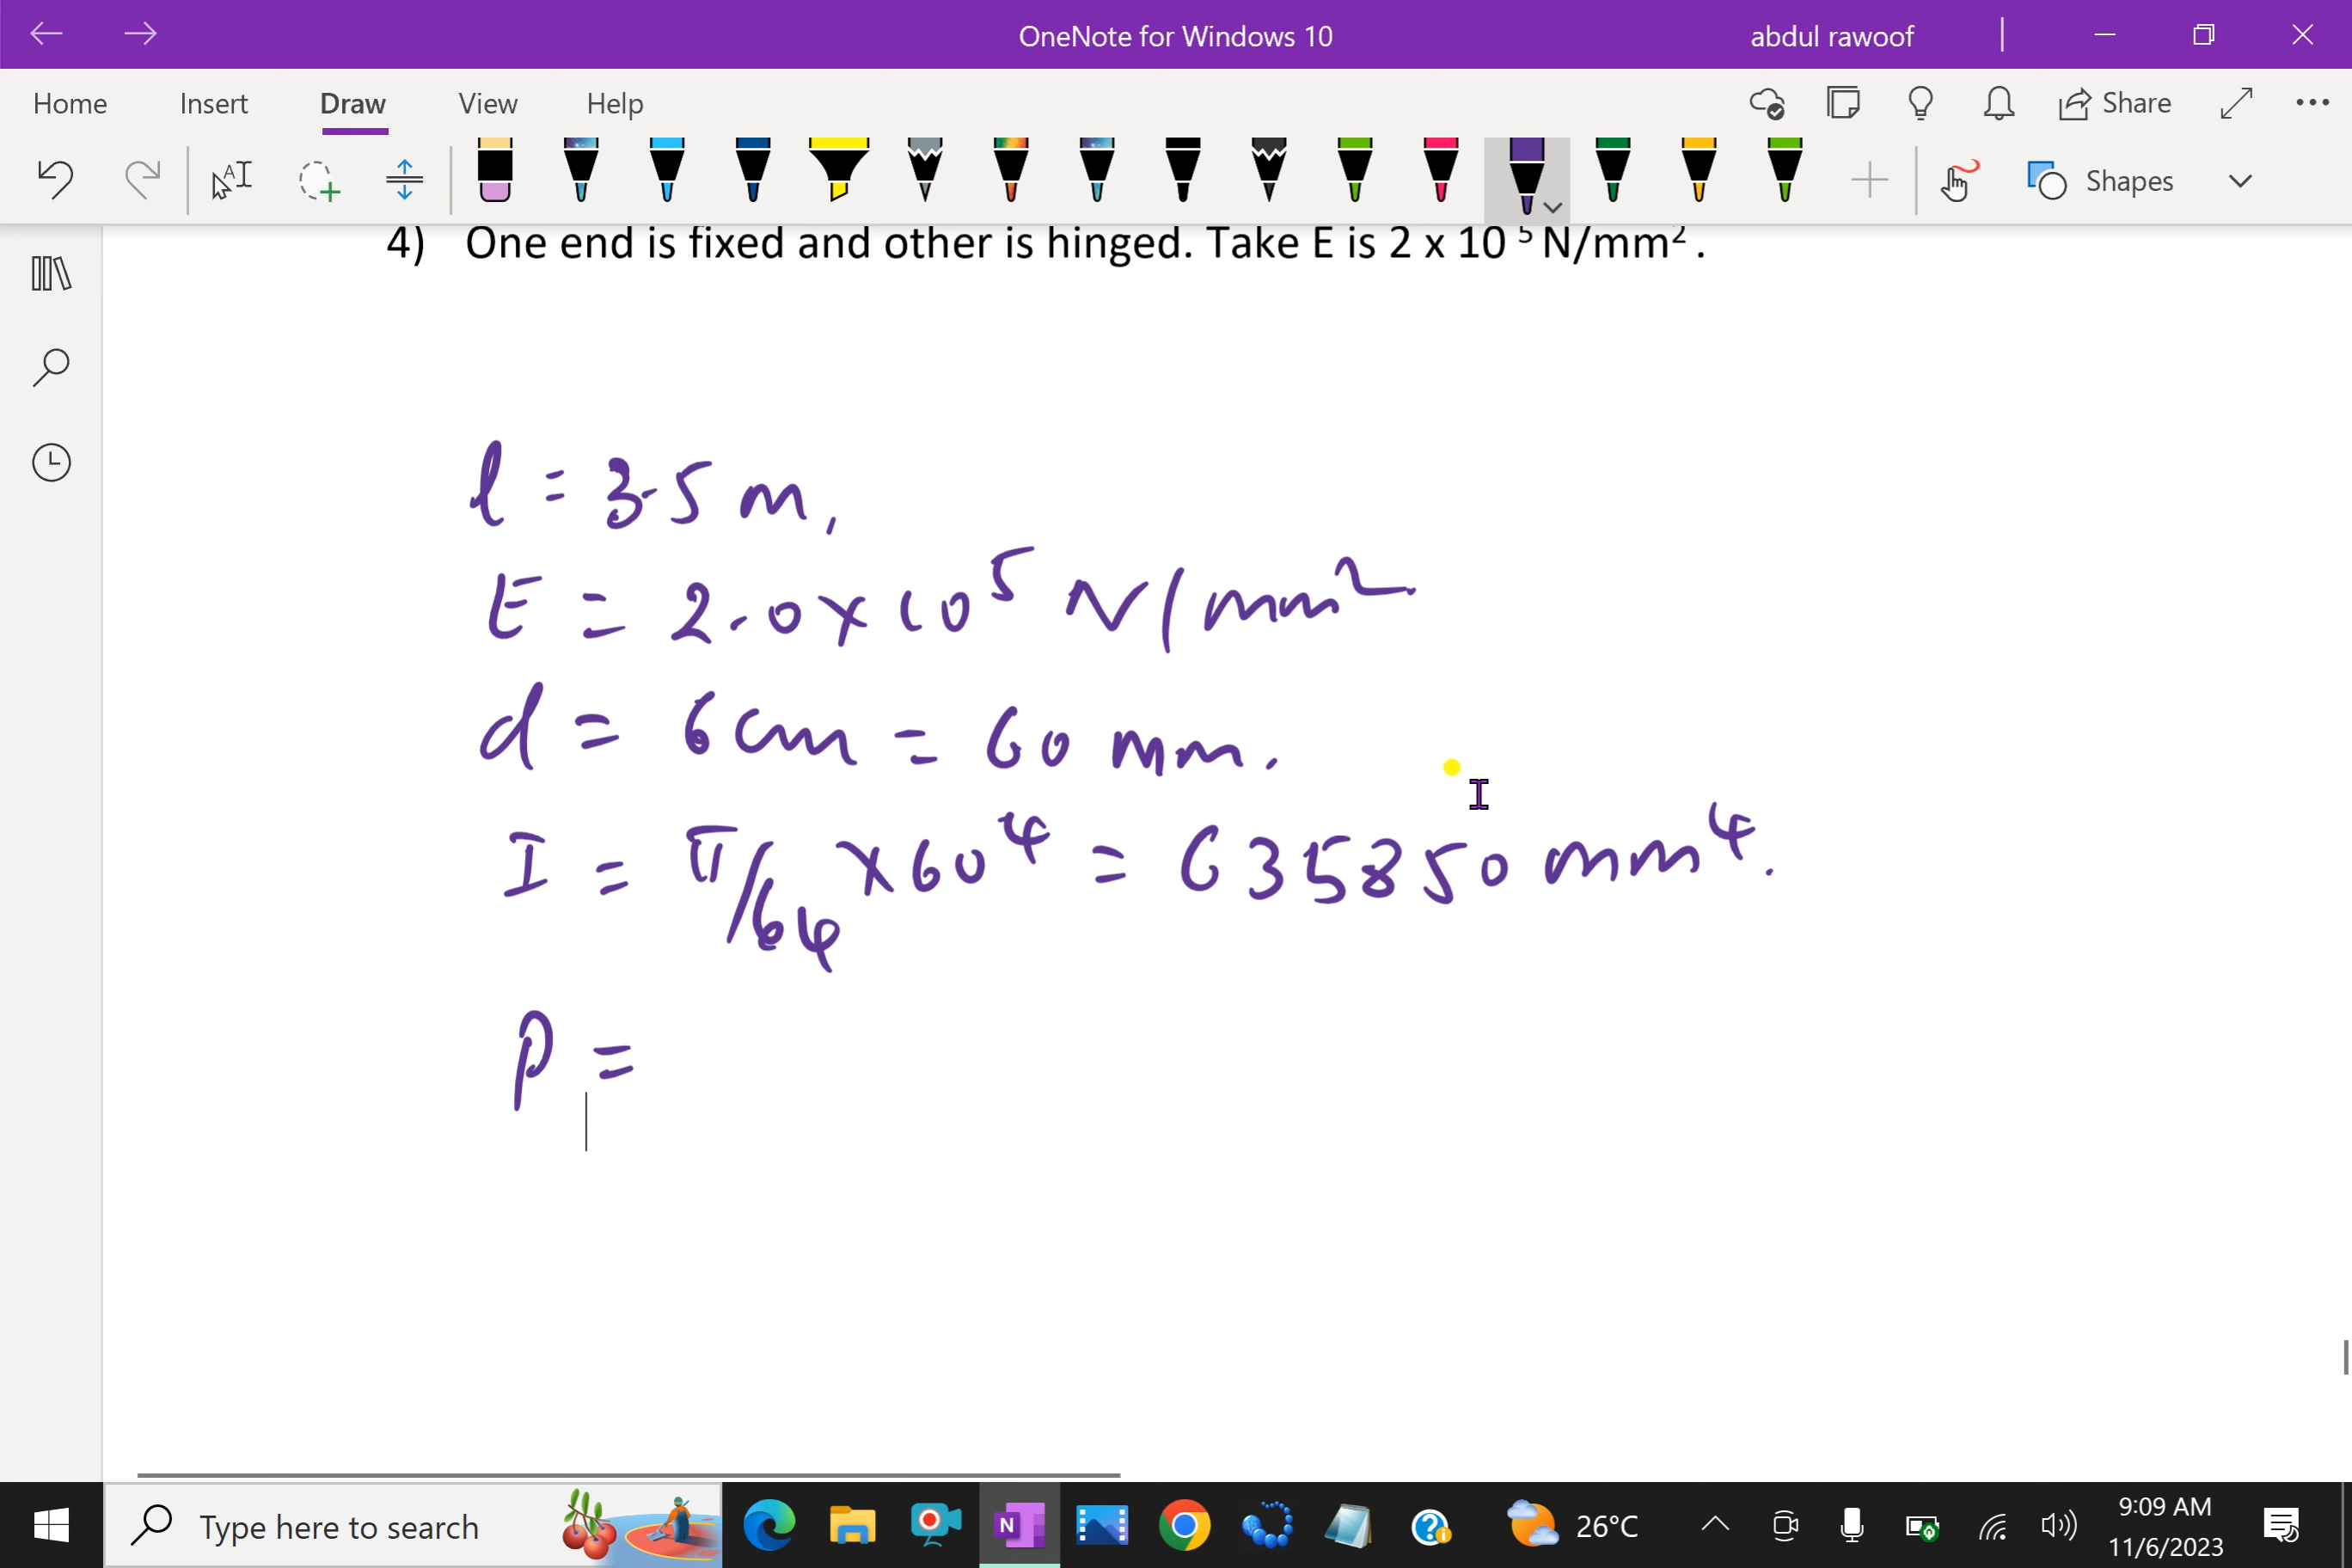 OneNote for Windows 10
abdul rawoof
Home Insert Draw View Help
Share
Shapes
4) One end is fixed and other is hinged. Take E is 2 x 10 ⁵ N/mm² .
l = 3.5 m,
E = 2.0 × 10⁵ N/mm²
d = 6 cm = 60 mm.
I = π/64 × 60⁴ = 635850 mm⁴.
P =
Type here to search
26°C
9:09 AM
11/6/2023